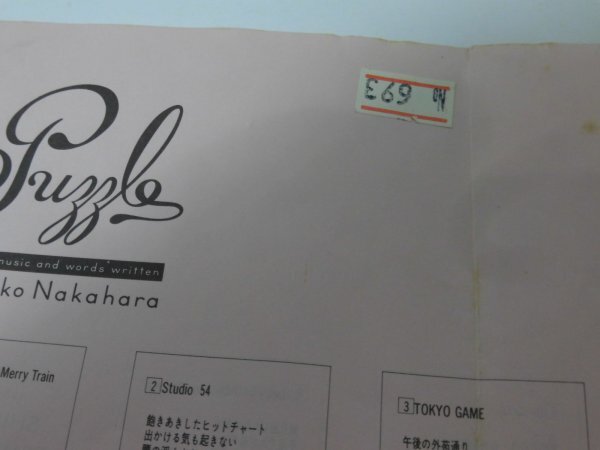 Puzzle
№ 693
music and words written
ko Nakahara
Merry Train
2 Studio 54
飽きあきしたヒットチャート
出かける気も起きない
3 TOKYO GAME
午後の外苑通り